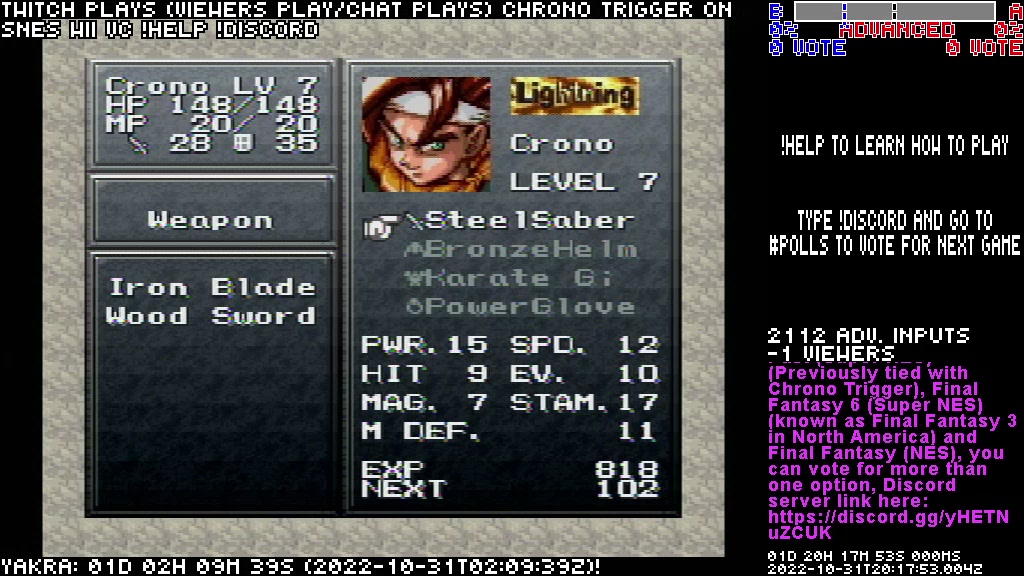 TWITCH PLAYS (VIEWERS PLAY/CHAT PLAYS) CHRONO TRIGGER ON
SNES WII VC !HELP !DISCORD
Crono LV 7
HP 148/148
MP 20/ 20
28 35
Weapon
Iron Blade
Wood Sword
Lightning
Crono
LEVEL 7
SteelSaber
BronzeHelm
Karate Gi
PowerGlove
PWR. 15 SPD. 12
HIT 9 EV. 10
MAG. 7 STAM. 17
M DEF. 11
EXP 818
NEXT 102
YAKRA: 01D 02H 09M 39S (2022-10-31T02:09:39Z)!
B A
0% ADVANCED 0%
0 VOTE 0 VOTE
!HELP TO LEARN HOW TO PLAY
TYPE !DISCORD AND GO TO
#POLLS TO VOTE FOR NEXT GAME
2112 ADV. INPUTS
-1 VIEWERS
(Previously tied with
Chrono Trigger), Final
Fantasy 6 (Super NES)
(known as Final Fantasy 3
in North America) and
Final Fantasy (NES), you
can vote for more than
one option, Discord
server link here:
https://discord.gg/yHETN
uZCUK
01D 20H 17M 53S 000MS
2022-10-31T20:17:53.004Z